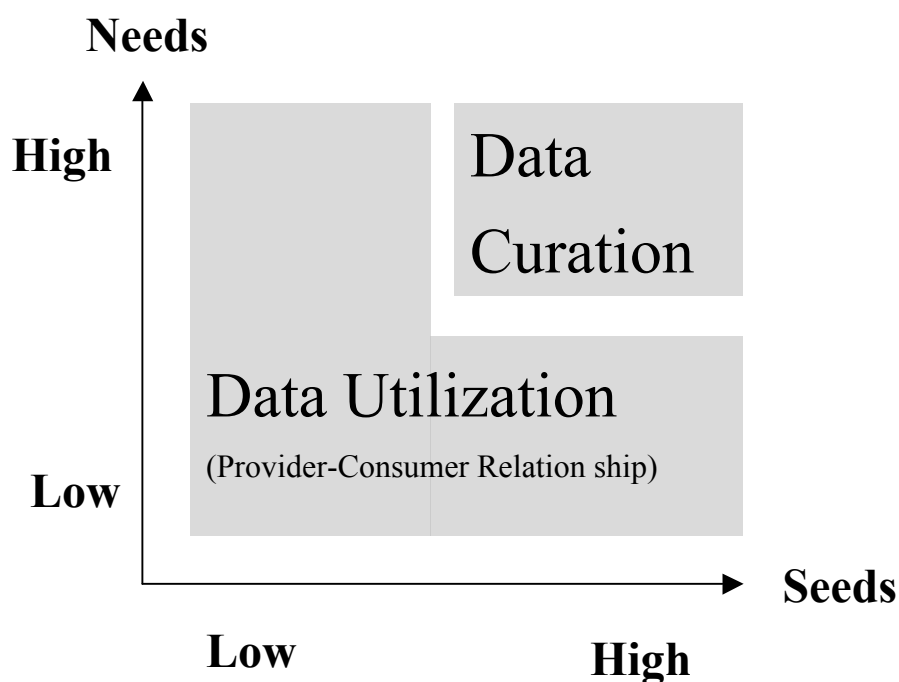 Needs
High
Data
Curation
Data Utilization
(Provider-Consumer Relation ship)
Low
Seeds
Low
High